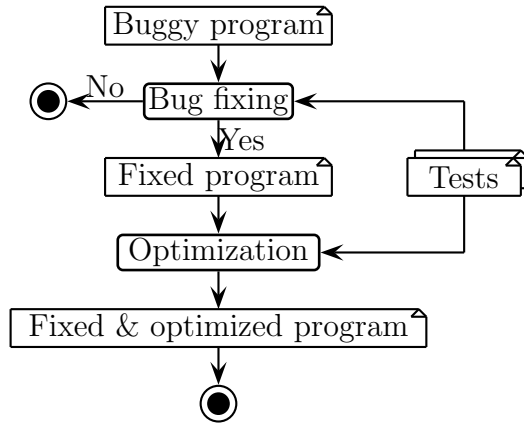 Buggy program
No
Bug fixing
Yes
Fixed program
Tests
Optimization
Fixed & optimized program